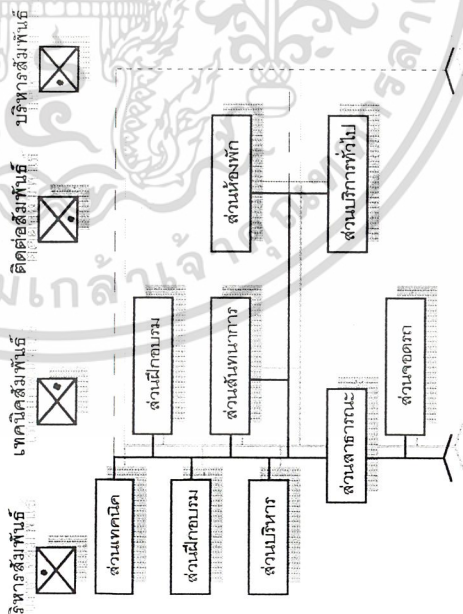 ริหารสัมพันธ์
เทคนิคสัมพันธ์
ติดต่อสัมพันธ์
บริหารสัมพันธ์
ส่วนเทคนิค
ส่วนฝึกอบรม
ส่วนฝึกอบรม
ส่วนสันทนาการ
ส่วนห้องพัก
ส่วนบริหาร
ส่วนสาธารณะ
ส่วนบริการทั่วไป
ส่วนจอดรถ